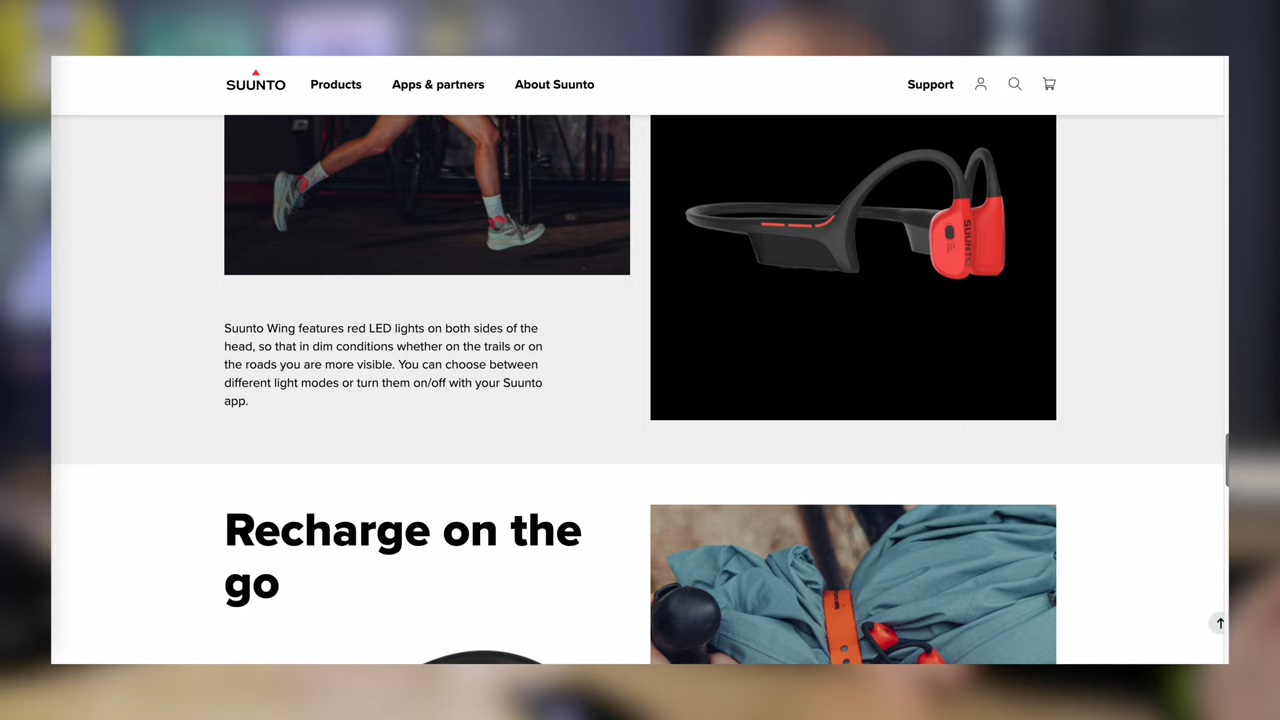 SUUNTO
Products
Apps & partners
About Suunto
Support
SUUNTO
Suunto Wing features red LED lights on both sides of the
head, so that in dim conditions whether on the trails or on
the roads you are more visible. You can choose between
different light modes or turn them on/off with your Suunto
app.
Recharge on the
go